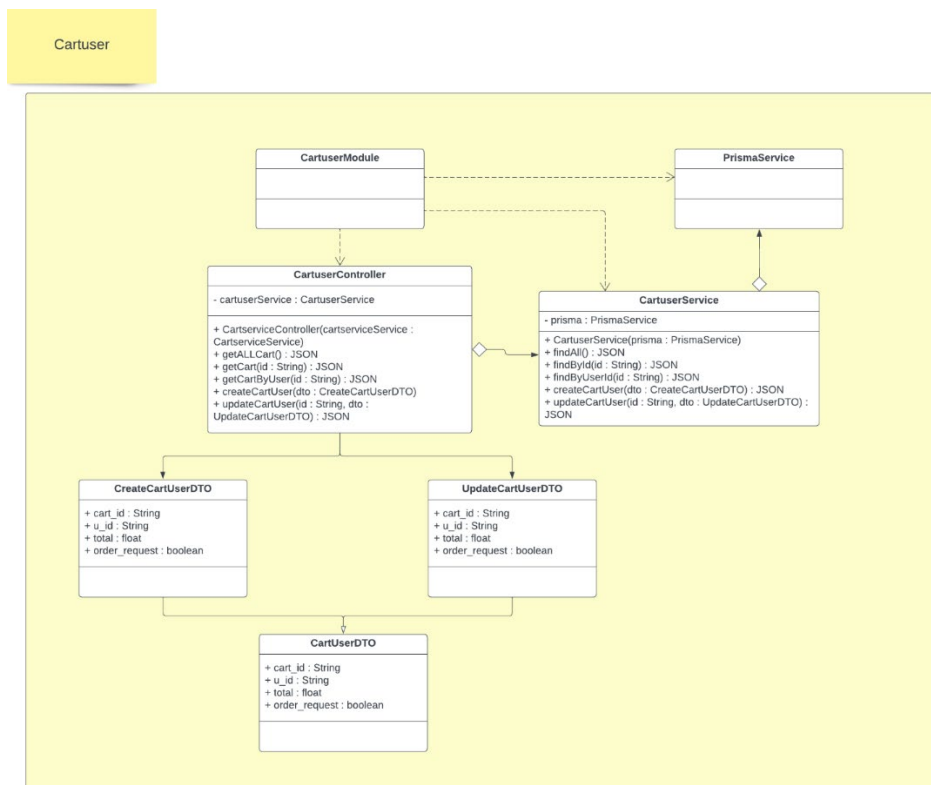 Cartuser
CartuserModule
PrismaService
CartuserController
- cartuserService : CartuserService
+ CartserviceController(cartserviceService :
CartserviceService)
+ getALLCart() : JSON
+ getCart(id : String) : JSON
+ getCartByUser(id : String) : JSON
+ createCartUser(dto : CreateCartUserDTO)
+ updateCartUser(id : String, dto :
UpdateCartUserDTO) : JSON
CartuserService
- prisma : PrismaService
+ CartuserService(prisma : PrismaService)
+ findAll() : JSON
+ findById(id : String) : JSON
+ findByUserId(id : String) : JSON
+ createCartUser(dto : CreateCartUserDTO) : JSON
+ updateCartUser(id : String, dto : UpdateCartUserDTO) :
JSON
CreateCartUserDTO
+ cart_id : String
+ u_id : String
+ total : float
+ order_request : boolean
UpdateCartUserDTO
+ cart_id : String
+ u_id : String
+ total : float
+ order_request : boolean
CartUserDTO
+ cart_id : String
+ u_id : String
+ total : float
+ order_request : boolean